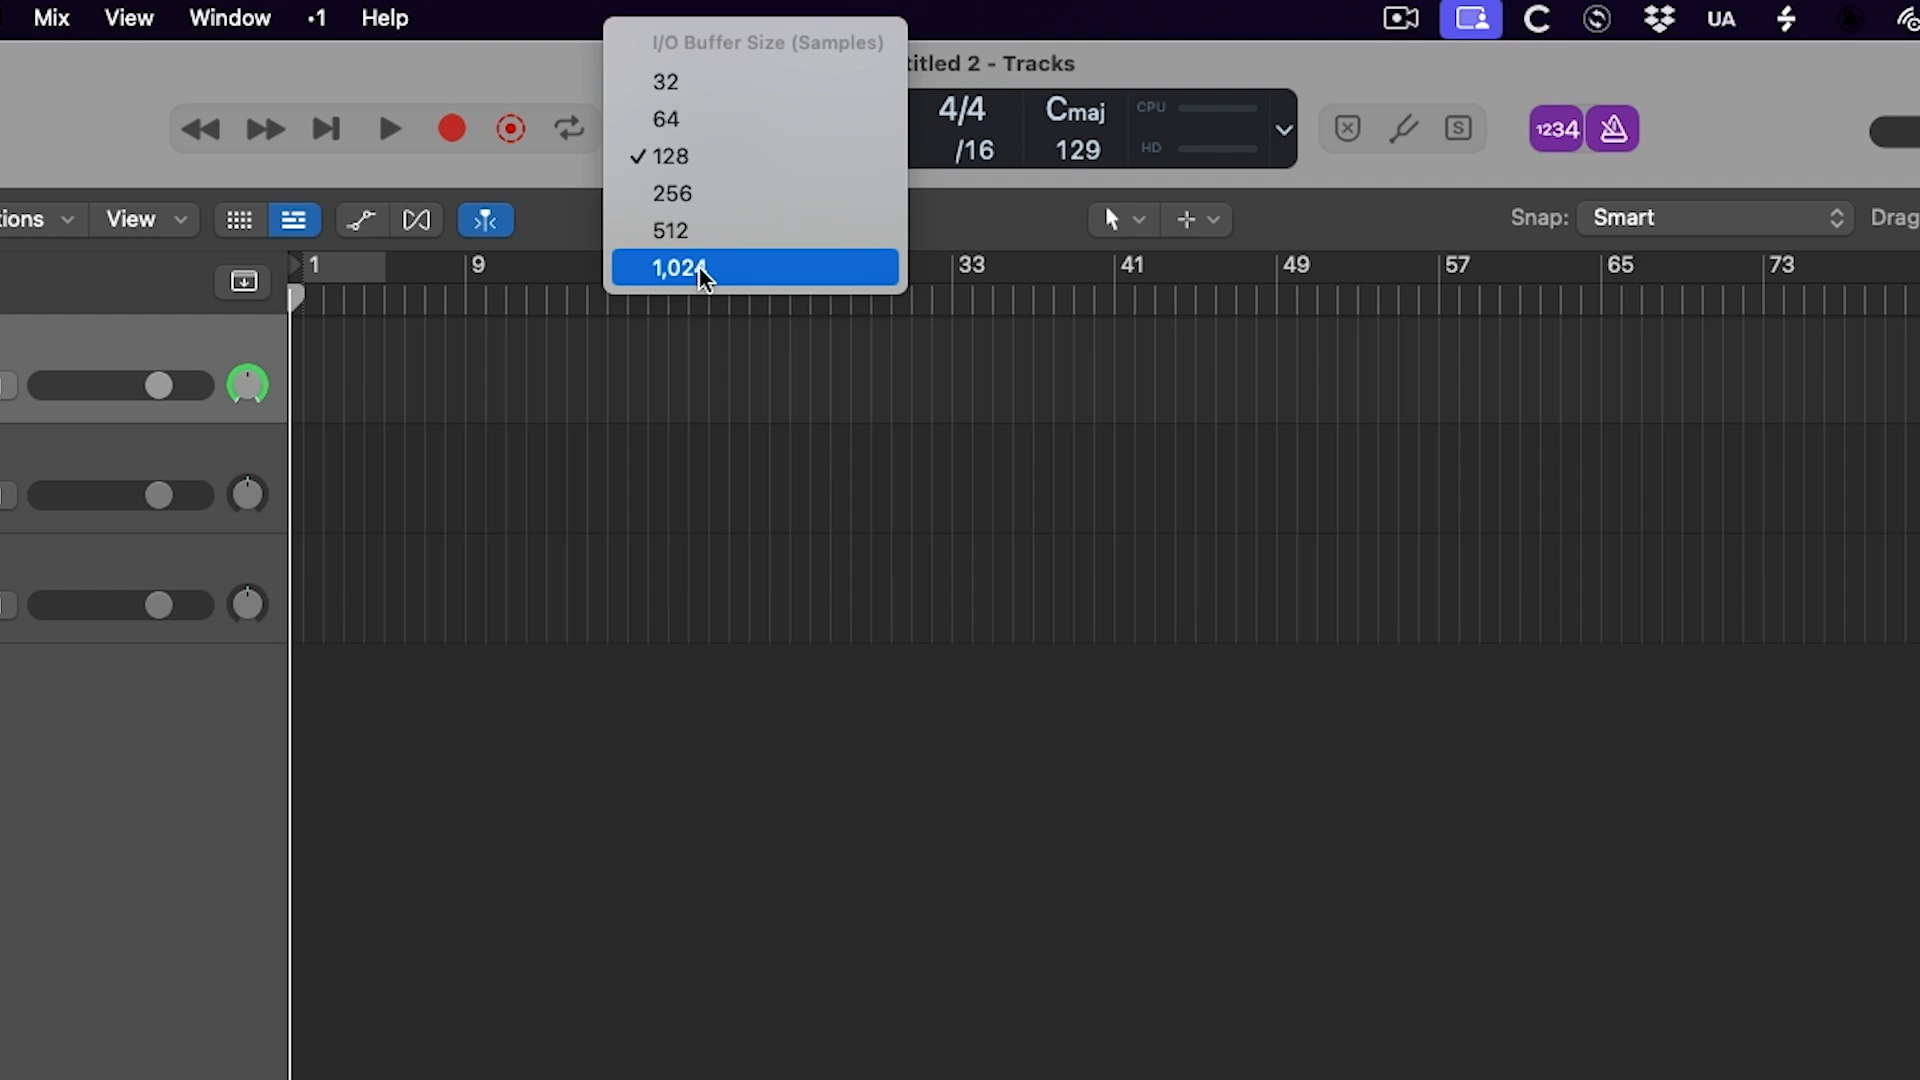 Mix View Window •1 Help UA
I/O Buffer Size (Samples)
32
64
✓ 128
256
512
1,024
titled 2 - Tracks
4/4 Cmaj CPU
/16 129 HD
S
1234
tions View
Snap: Smart Drag
1 9 33 41 49 57 65 73